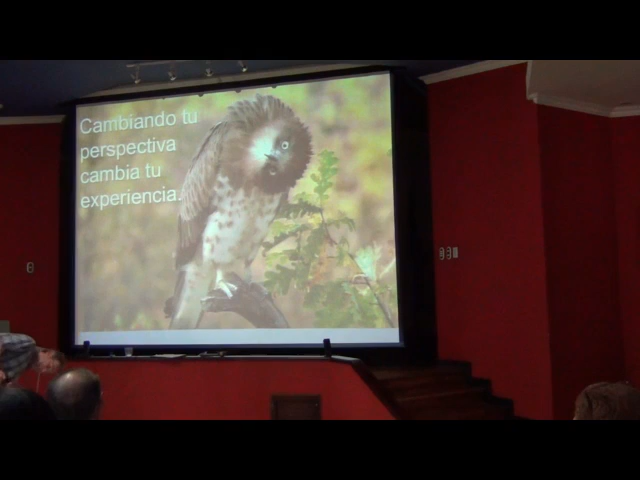 Cambiando tu
perspectiva
cambia tu
experiencia.